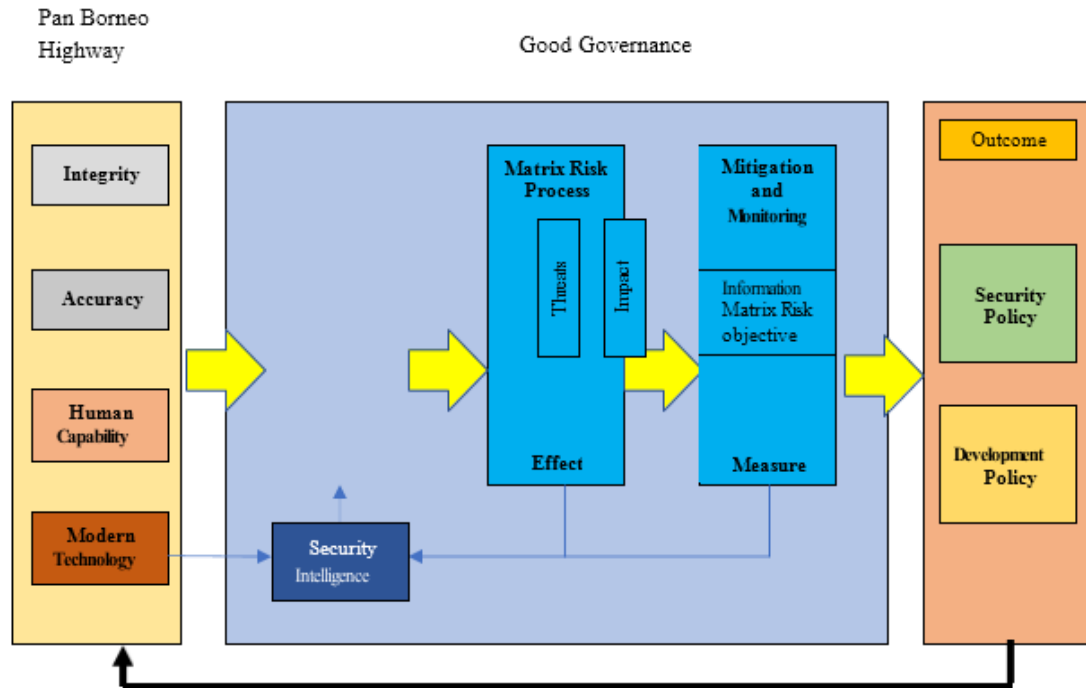 Pan Borneo
Highway
Good Governance
Integrity
Accuracy
Human
Capability
Modern
Technology
Security
Intelligence
Matrix Risk
Process
Threats
Impact
Effect
Mitigation
and
Monitoring
Information
Matrix Risk
objective
Measure
Outcome
Security
Policy
Development
Policy